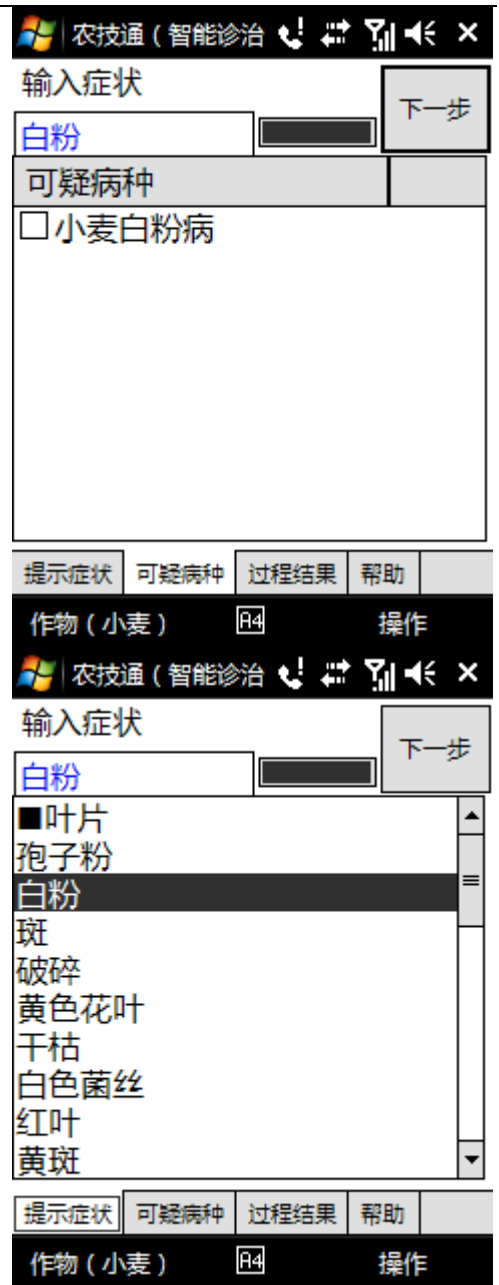 农技通（智能诊治
输入症状
下一步
白粉
可疑病种
小麦白粉病
提示症状 可疑病种 过程结果 帮助
作物（小麦） A4 操作
农技通（智能诊治
输入症状
下一步
白粉
■叶片
孢子粉
白粉
斑
破碎
黄色花叶
干枯
白色菌丝
红叶
黄斑
提示症状 可疑病种 过程结果 帮助
作物（小麦） A4 操作